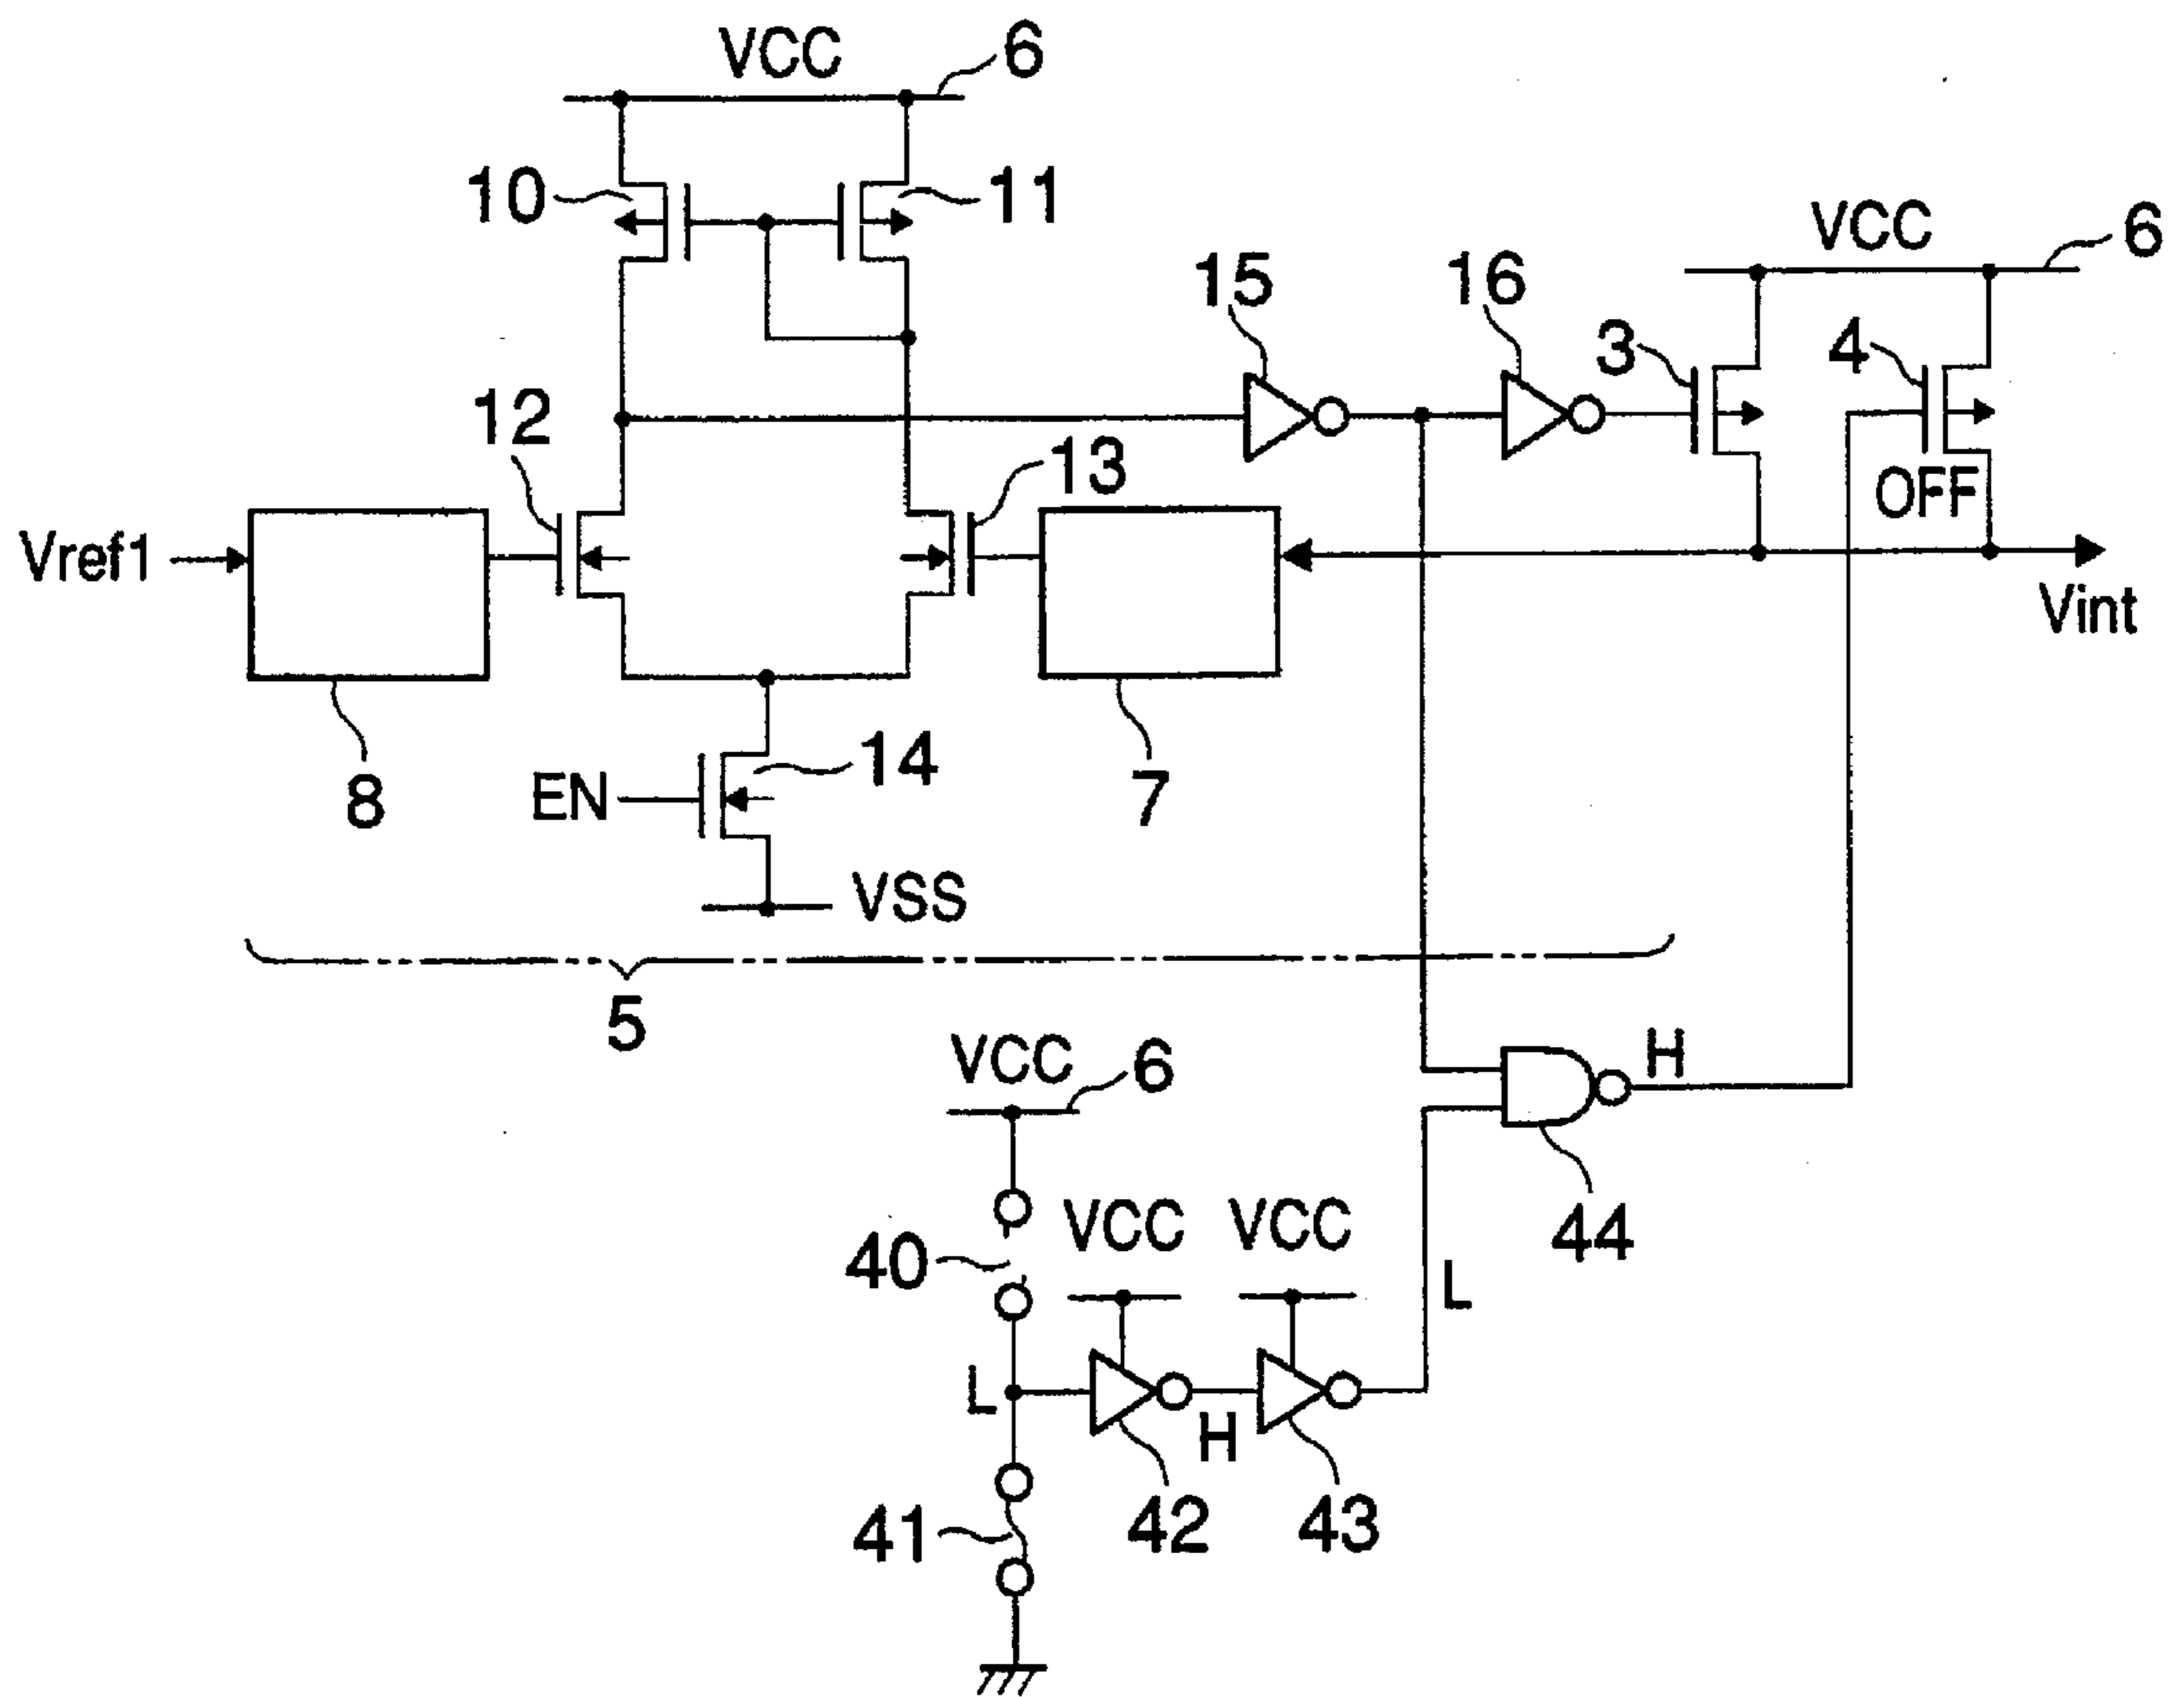 VCC 6
10 11
VCC 6
15 16
3 4
12 13
OFF
Vref1
Vint
8 14 7
EN
VSS
5
VCC 6
H
44
40 VCC VCC
L
L
H
41 42 43